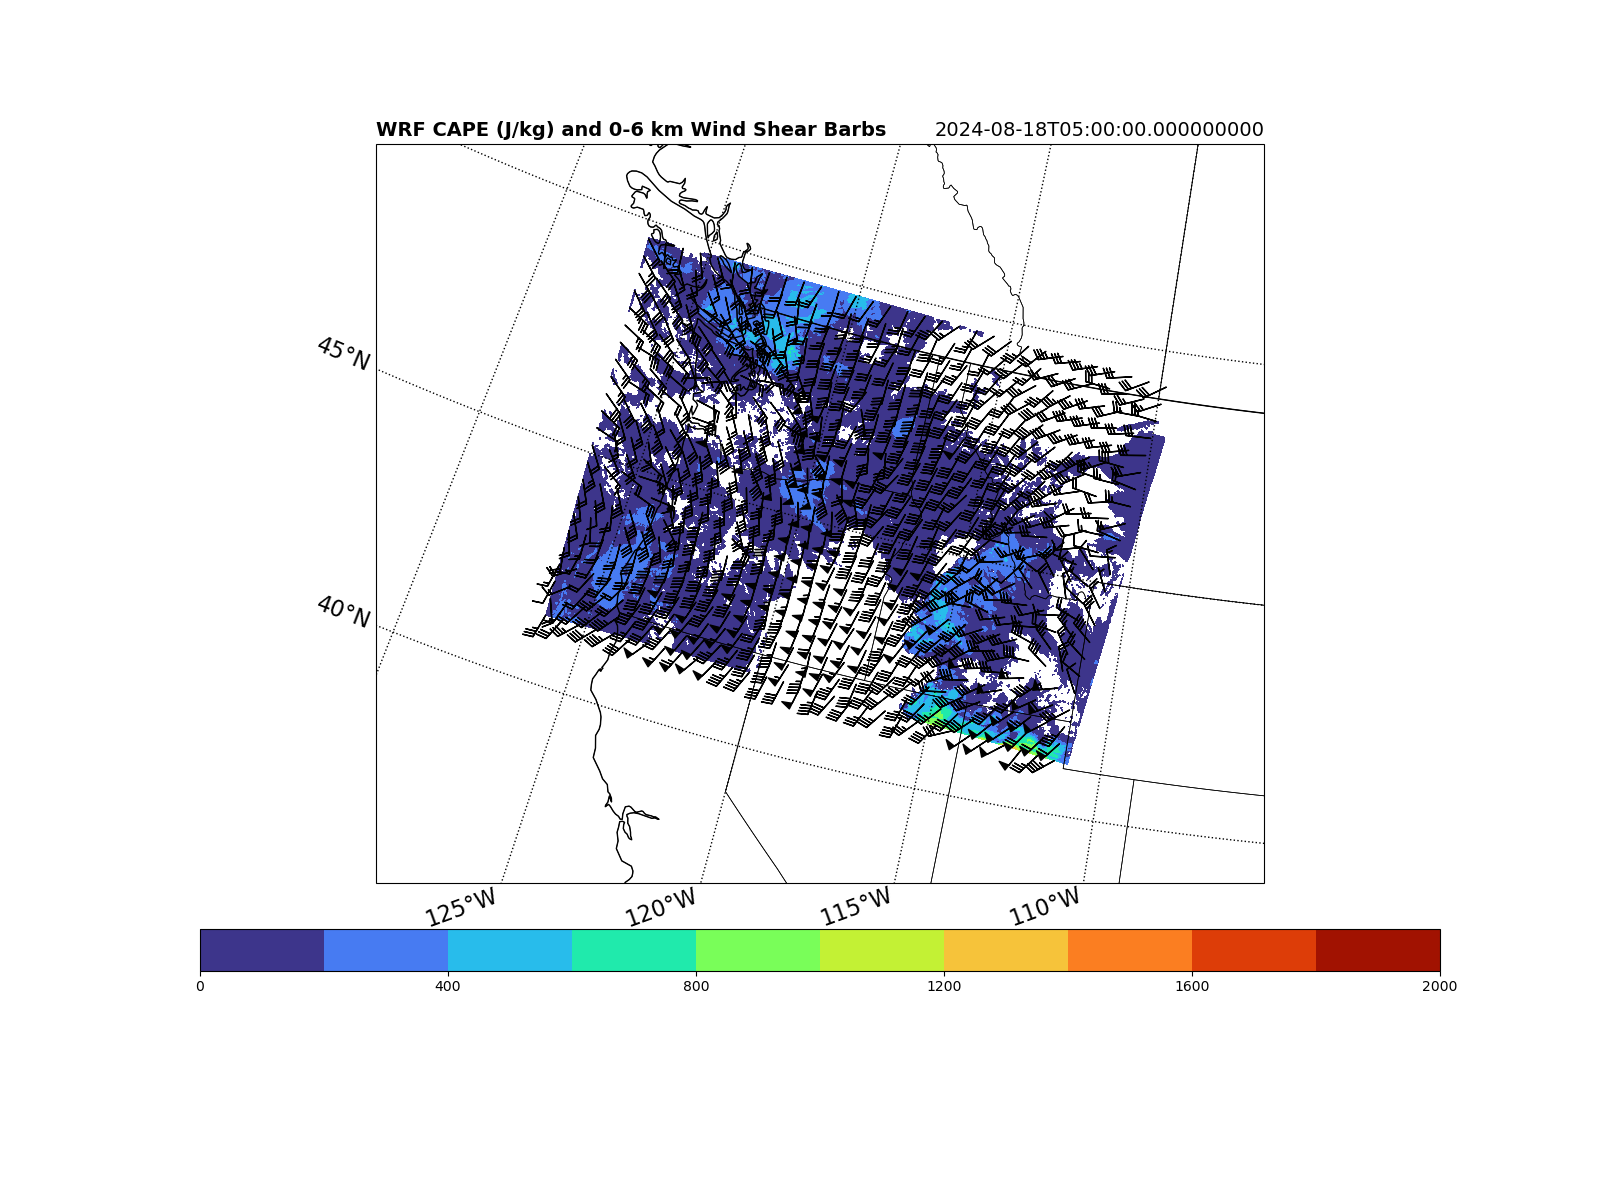 WRF CAPE (J/kg) and 0-6 km Wind Shear Barbs 2024-08-18T05:00:00.000000000
45°N
40°N
125°W 120°W 115°W 110°W
0 400 800 1200 1600 2000